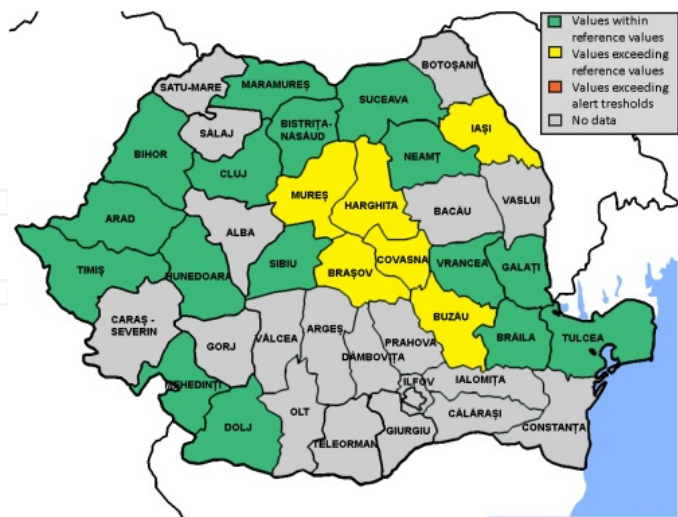 Values within
reference values
Values exceeding
reference values
Values exceeding
alert tresholds
No data
BOTOȘANI
SATU-MARE
MARAMUREȘ
SUCEAVA
IAȘI
SĂLAJ
BISTRIȚA-
NĂSĂUD
BIHOR
NEAMȚ
CLUJ
MUREȘ
HARGHITA
BACĂU
VASLUI
ARAD
ALBA
TIMIȘ
HUNEDOARA
SIBIU
BRAȘOV
COVASNA
VRANCEA
GALAȚI
CARAȘ -
SEVERIN
GORJ
VÂLCEA
ARGEȘ
DÂMBOVIȚA
PRAHOVA
BUZĂU
BRĂILA
TULCEA
MEHEDINȚI
ILFOV
IALOMIȚA
DOLJ
OLT
TELEORMAN
GIURGIU
CĂLĂRAȘI
CONSTANȚA